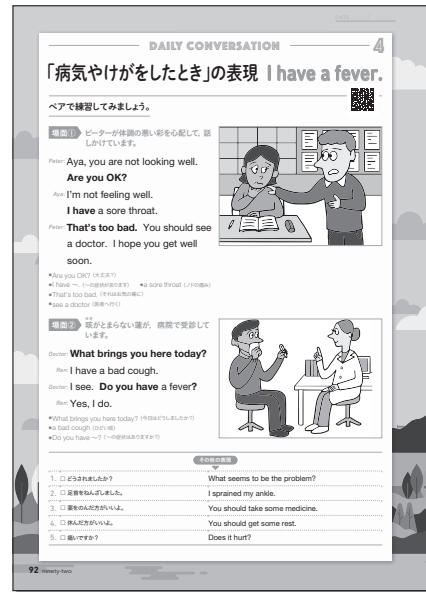 DATE
DAILY CONVERSATION 4
「病気やけがをしたとき」の表現 I have a fever.
ペアで練習してみましょう。
場面① ピーターが体調の悪い彩を心配して，話
しかけています。
Peter: Aya, you are not looking well.
Are you OK?
Aya: I'm not feeling well.
I have a sore throat.
Peter: That's too bad. You should see
a doctor. I hope you get well
soon.
●Are you OK?（大丈夫？）
●I have ～.（～の症状があります） ●a sore throat（ノドの痛み）
●That's too bad.（それはお気の毒に）
●see a doctor（医者へ行く）
場面② 咳がとまらない蓮が，病院で受診して
います。
Doctor: What brings you here today?
Ren: I have a bad cough.
Doctor: I see. Do you have a fever?
Ren: Yes, I do.
●What brings you here today?（今日はどうしましたか？）
●a bad cough（ひどい咳）
●Do you have ～?（～の症状はありますか？）
その他の表現
1. □ どうされましたか？ What seems to be the problem?
2. □ 足首をねんざしました。 I sprained my ankle.
3. □ 薬をのんだ方がいいよ。 You should take some medicine.
4. □ 休んだ方がいいよ。 You should get some rest.
5. □ 痛いですか？ Does it hurt?
92 ninety-two